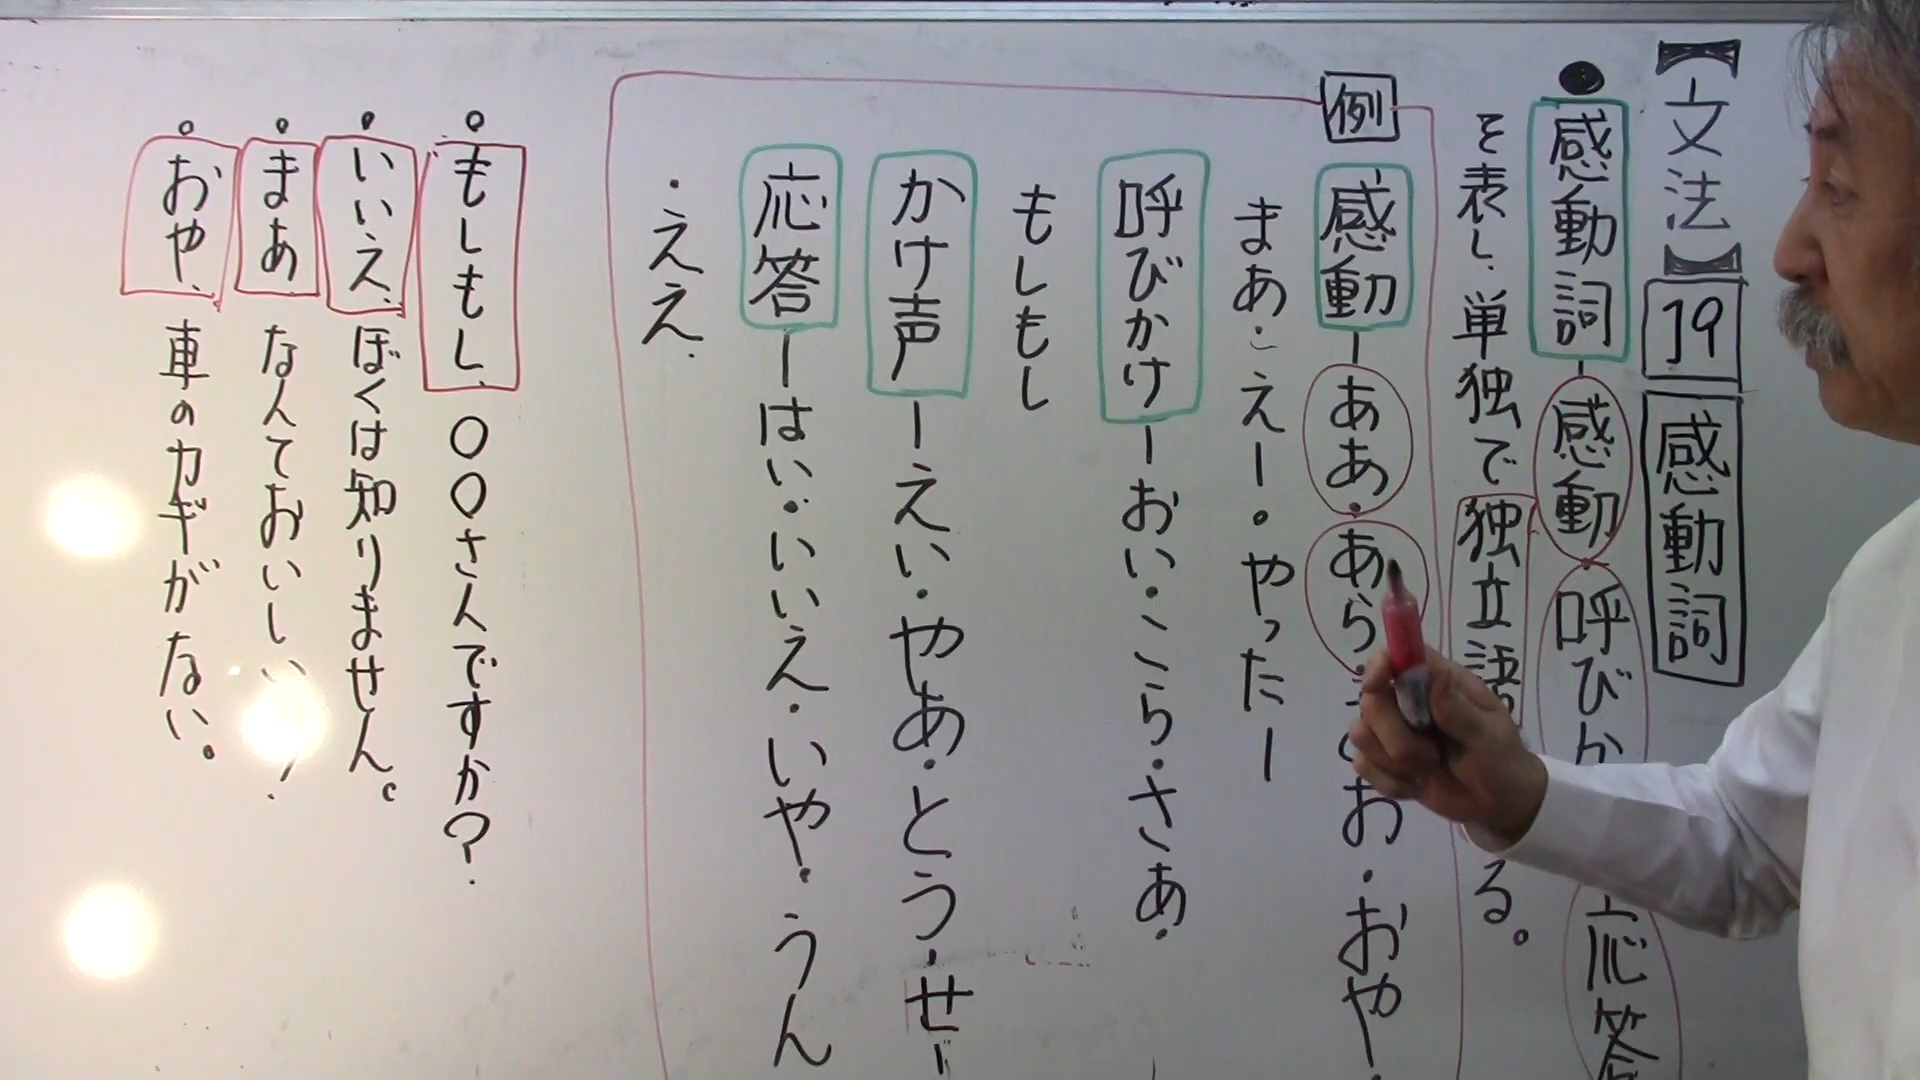 【文法】19 感動詞
●感動詞－感動・呼びか 応答
を表し、単独で独立語 る。
例
感動－ああ・あら・ お・おや・
まあ・えー・やったー
呼びかけ－おい・こら・さあ・
もしもし
かけ声－えい・やあ・とう・せー
応答－はい・いいえ・いや・うん
・ええ
・もしもし、〇〇さんですか？
・いいえ、ぼくは知りません。
・まあ なんておいしい！
・おや、車のカギがない。